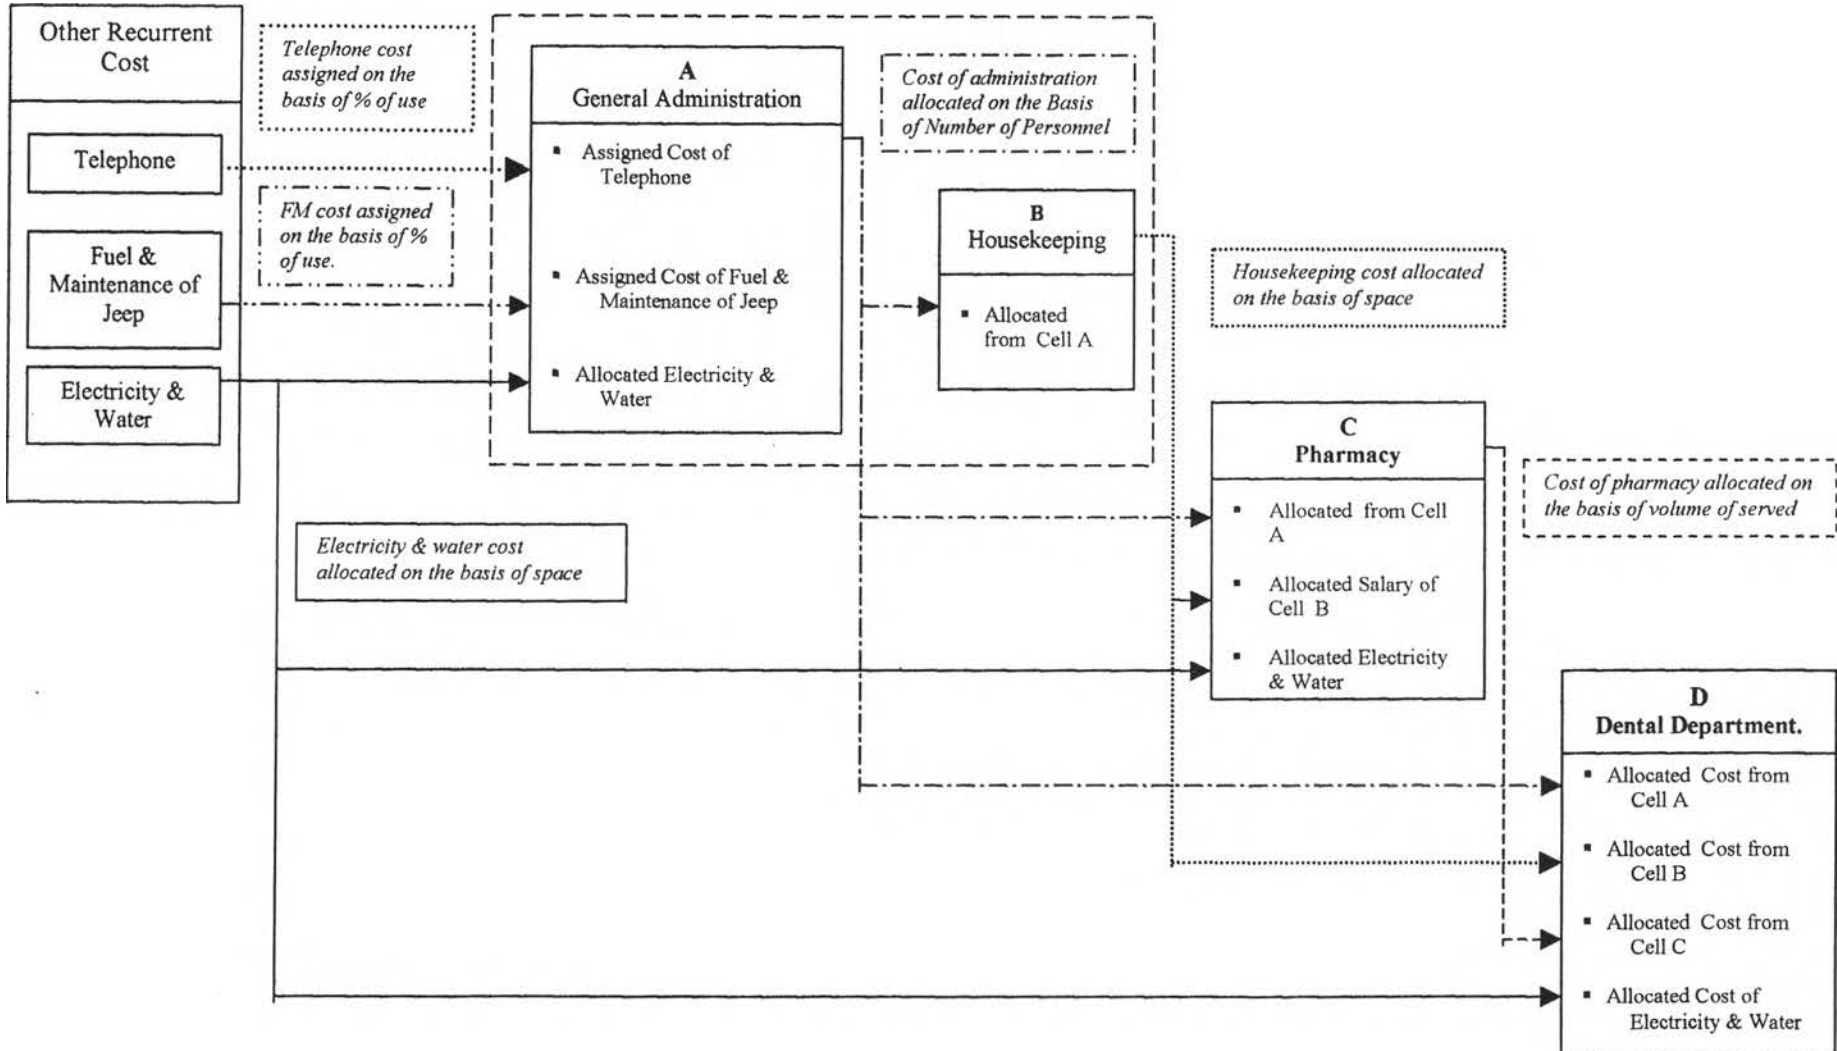 Other Recurrent
Cost
Telephone
Fuel &
Maintenance of
Jeep
Electricity &
Water
Telephone cost
assigned on the
basis of % of use
FM cost assigned
on the basis of %
of use.
Electricity & water cost
allocated on the basis of space
A
General Administration
▪ Assigned Cost of
Telephone
▪ Assigned Cost of Fuel &
Maintenance of Jeep
▪ Allocated Electricity &
Water
Cost of administration
allocated on the Basis
of Number of Personnel
B
Housekeeping
▪ Allocated
from Cell A
Housekeeping cost allocated
on the basis of space
C
Pharmacy
▪ Allocated from Cell
A
▪ Allocated Salary of
Cell B
▪ Allocated Electricity
& Water
Cost of pharmacy allocated on
the basis of volume of served
D
Dental Department.
▪ Allocated Cost from
Cell A
▪ Allocated Cost from
Cell B
▪ Allocated Cost from
Cell C
▪ Allocated Cost of
Electricity & Water